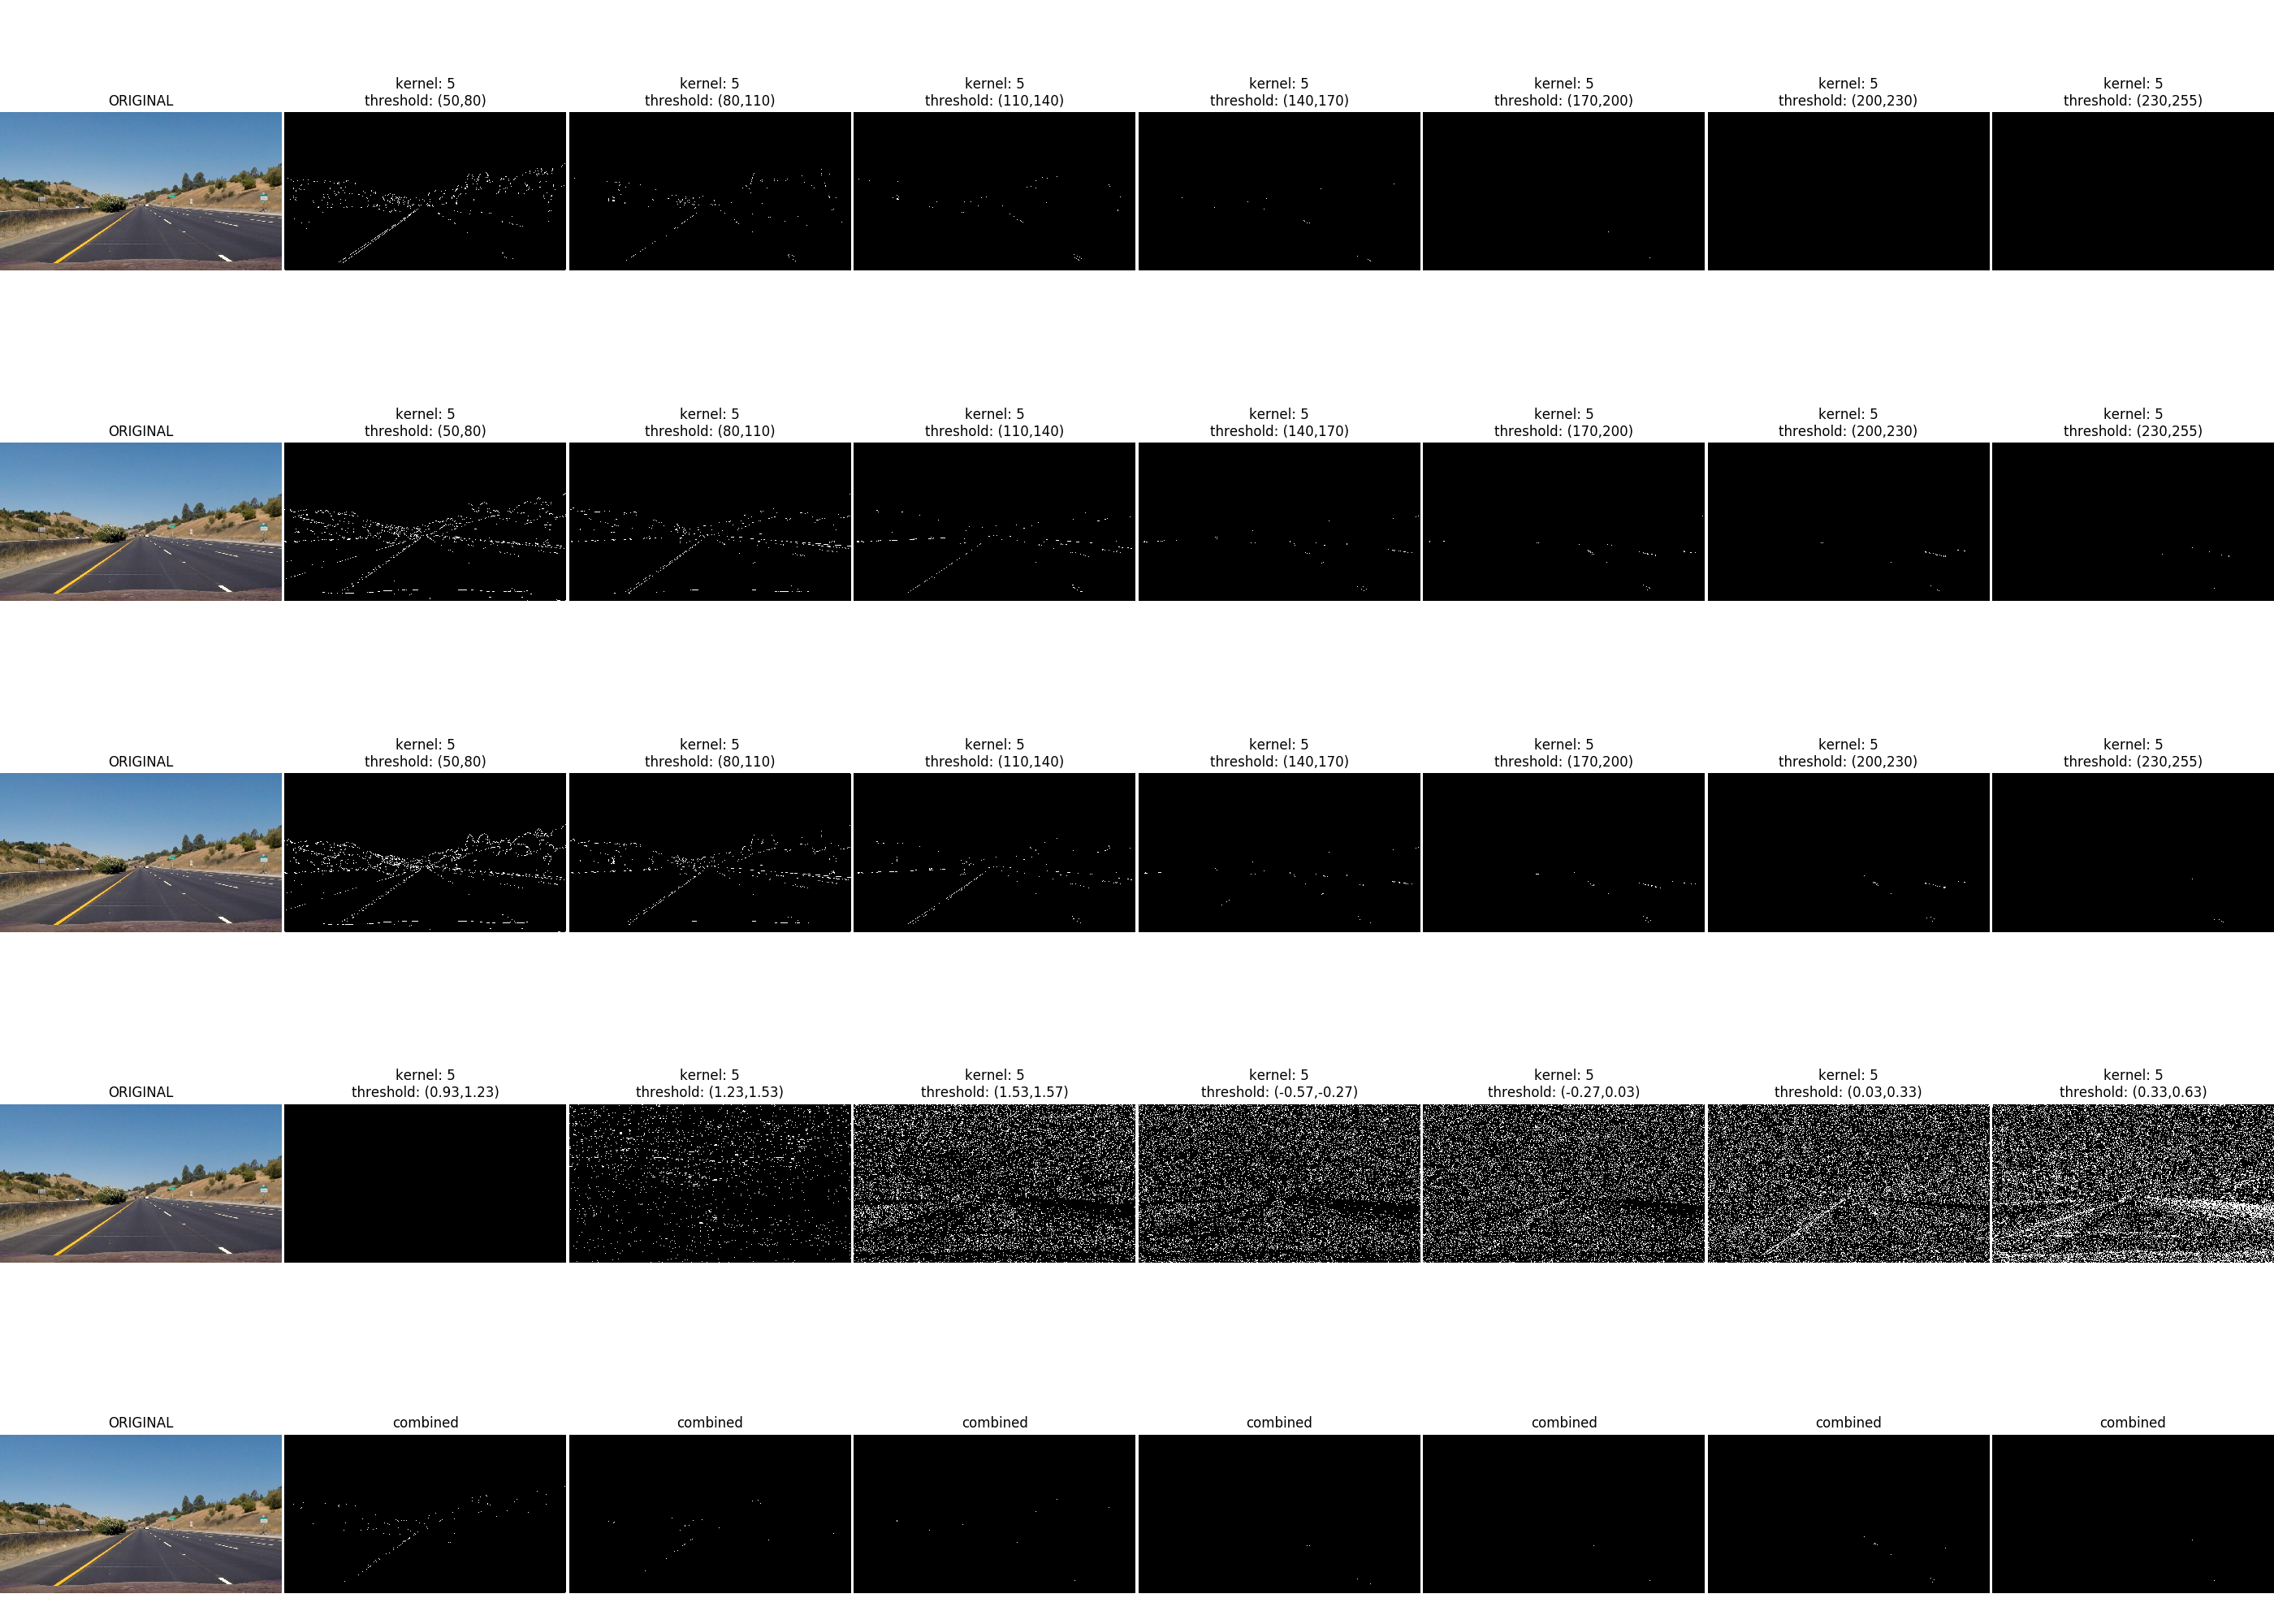 ORIGINAL
kernel: 5
threshold: (50,80)
kernel: 5
threshold: (80,110)
kernel: 5
threshold: (110,140)
kernel: 5
threshold: (140,170)
kernel: 5
threshold: (170,200)
kernel: 5
threshold: (200,230)
kernel: 5
threshold: (230,255)
ORIGINAL
kernel: 5
threshold: (50,80)
kernel: 5
threshold: (80,110)
kernel: 5
threshold: (110,140)
kernel: 5
threshold: (140,170)
kernel: 5
threshold: (170,200)
kernel: 5
threshold: (200,230)
kernel: 5
threshold: (230,255)
ORIGINAL
kernel: 5
threshold: (50,80)
kernel: 5
threshold: (80,110)
kernel: 5
threshold: (110,140)
kernel: 5
threshold: (140,170)
kernel: 5
threshold: (170,200)
kernel: 5
threshold: (200,230)
kernel: 5
threshold: (230,255)
ORIGINAL
kernel: 5
threshold: (0.93,1.23)
kernel: 5
threshold: (1.23,1.53)
kernel: 5
threshold: (1.53,1.57)
kernel: 5
threshold: (-0.57,-0.27)
kernel: 5
threshold: (-0.27,0.03)
kernel: 5
threshold: (0.03,0.33)
kernel: 5
threshold: (0.33,0.63)
ORIGINAL
combined
combined
combined
combined
combined
combined
combined